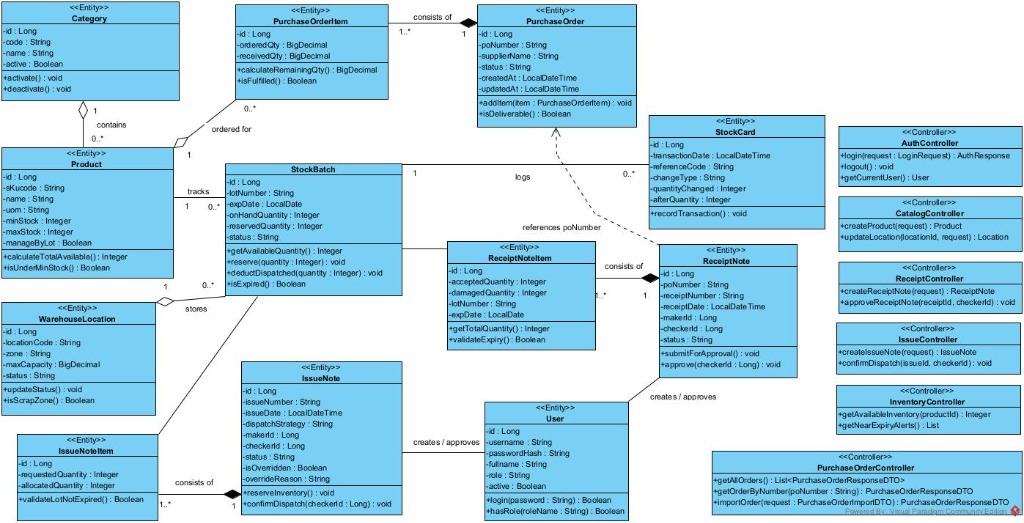 <<Entity>>
Category
-id : Long
-code : String
-name : String
-active : Boolean
+activate() : void
+deactivate() : void
1
contains
0..*
<<Entity>>
PurchaseOrderItem
-id : Long
-orderedQty : BigDecimal
-receivedQty : BigDecimal
+calculateRemainingQty() : BigDecimal
+isFulfilled() : Boolean
0..*
ordered for
1
consists of
1..*
1
<<Entity>>
PurchaseOrder
-id : Long
-poNumber : String
-supplierName : String
-status : String
-createdAt : LocalDateTime
-updatedAt : LocalDateTime
+addItem(item : PurchaseOrderItem) : void
+isDeliverable() : Boolean
<<Entity>>
StockCard
-id : Long
-transactionDate : LocalDateTime
-referenceCode : String
-changeType : String
-quantityChanged : Integer
-afterQuantity : Integer
+recordTransaction() : void
<<Controller>>
AuthController
+login(request : LoginRequest) : AuthResponse
+logout() : void
+getCurrentUser() : User
<<Entity>>
Product
-id : Long
-sKucode : String
-name : String
-uom : String
-minStock : Integer
-maxStock : Integer
-manageByLot : Boolean
+calculateTotalAvailable() : Integer
+isUnderMinStock() : Boolean
tracks
1
0..*
<<Entity>>
StockBatch
-id : Long
-lotNumber : String
-expDate : LocalDate
-onHandQuantity : Integer
-reservedQuantity : Integer
-status : String
+getAvailableQuantity() : Integer
+reserve(quantity : Integer) : void
+deductDispatched(quantity : Integer) : void
+isExpired() : Boolean
1
logs
0..*
references poNumber
<<Controller>>
CatalogController
+createProduct(request) : Product
+updateLocation(locationId, request) : Location
<<Entity>>
ReceiptNoteItem
-id : Long
-acceptedQuantity : Integer
-damagedQuantity : Integer
-lotNumber : String
-expDate : LocalDate
+getTotalQuantity() : Integer
+validateExpiry() : Boolean
consists of
1..*
1
<<Entity>>
ReceiptNote
-id : Long
-poNumber : String
-receiptNumber : String
-receiptDate : LocalDateTime
-makerId : Long
-checkerId : Long
-status : String
+submitForApproval() : void
+approve(checkerId : Long) : void
<<Controller>>
ReceiptController
+createReceiptNote(request) : ReceiptNote
+approveReceiptNote(receiptId, checkerId) : void
1
0..*
stores
<<Entity>>
WarehouseLocation
-id : Long
-locationCode : String
-zone : String
-maxCapacity : BigDecimal
-status : String
+updateStatus() : void
+isScrapZone() : Boolean
<<Controller>>
IssueController
+createIssueNote(request) : IssueNote
+confirmDispatch(issueId, checkerId) : void
<<Entity>>
IssueNote
-id : Long
-issueNumber : String
-issueDate : LocalDateTime
-dispatchStrategy : String
-makerId : Long
-checkerId : Long
-status : String
-isOverridden : Boolean
-overrideReason : String
+reserveInventory() : void
+confirmDispatch(checkerId : Long) : void
creates / approves
creates / approves
<<Entity>>
User
-id : Long
-username : String
-passwordHash : String
-fullname : String
-role : String
-active : Boolean
+login(password : String) : Boolean
+hasRole(roleName : String) : Boolean
<<Controller>>
InventoryController
+getAvailableInventory(productId) : Integer
+getNearExpiryAlerts() : List
<<Entity>>
IssueNoteItem
-id : Long
-requestedQuantity : Integer
-allocatedQuantity : Integer
+validateLotNotExpired() : Boolean
consists of
1..*
1
<<Controller>>
PurchaseOrderController
+getAllOrders() : List<PurchaseOrderResponseDTO>
+getOrderByNumber(poNumber : String) : PurchaseOrderResponseDTO
+importOrder(request : PurchaseOrderImportDTO) : PurchaseOrderResponseDTO
Powered By Visual Paradigm Community Edition